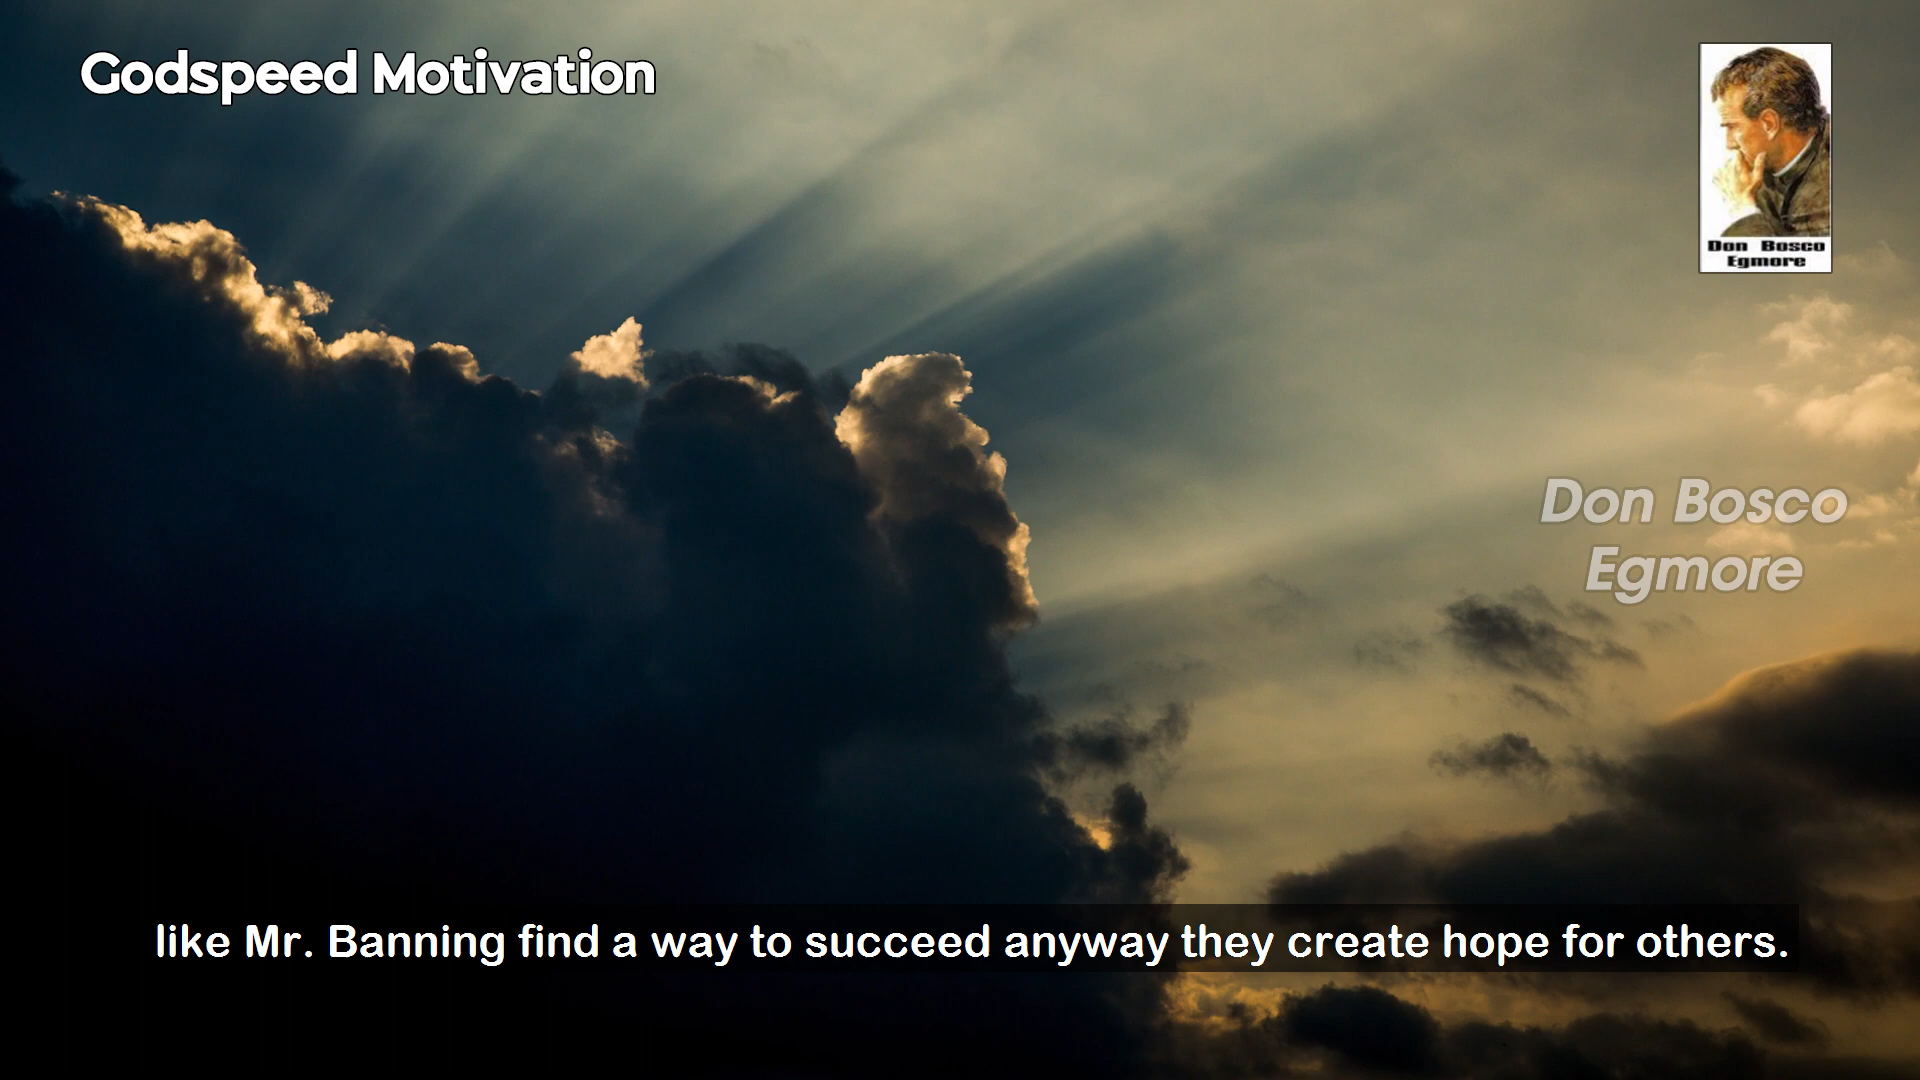 Godspeed Motivation
Don Bosco
Egmore
Don Bosco
Egmore
like Mr. Banning find a way to succeed anyway they create hope for others.